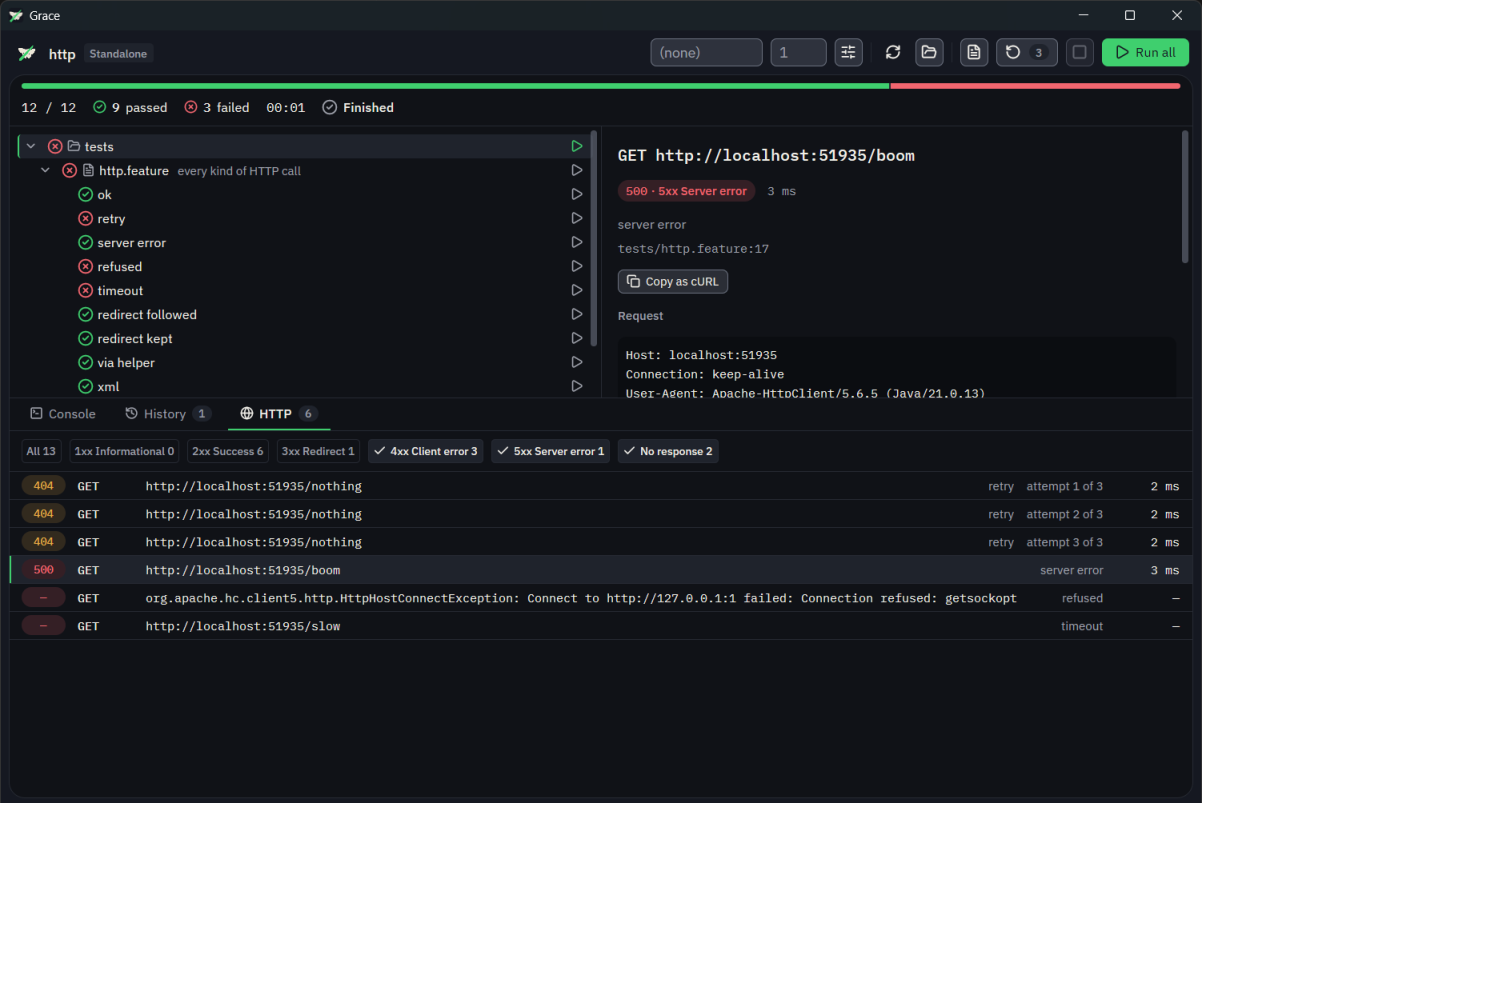 Grace
http Standalone (none) 1 3 Run all
12 / 12 9 passed 3 failed 00:01 Finished
tests
http.feature every kind of HTTP call
ok
retry
server error
refused
timeout
redirect followed
redirect kept
via helper
xml
GET http://localhost:51935/boom
500 · 5xx Server error 3 ms
server error
tests/http.feature:17
Copy as cURL
Request
Host: localhost:51935
Connection: keep-alive
User-Agent: Apache-HttpClient/5.6.5 (Java/21.0.13)
Console History 1 HTTP 6
All 13 1xx Informational 0 2xx Success 6 3xx Redirect 1 4xx Client error 3 5xx Server error 1 No response 2
404 GET http://localhost:51935/nothing retry attempt 1 of 3 2 ms
404 GET http://localhost:51935/nothing retry attempt 2 of 3 2 ms
404 GET http://localhost:51935/nothing retry attempt 3 of 3 2 ms
500 GET http://localhost:51935/boom server error 3 ms
– GET org.apache.hc.client5.http.HttpHostConnectException: Connect to http://127.0.0.1:1 failed: Connection refused: getsockopt refused –
– GET http://localhost:51935/slow timeout –